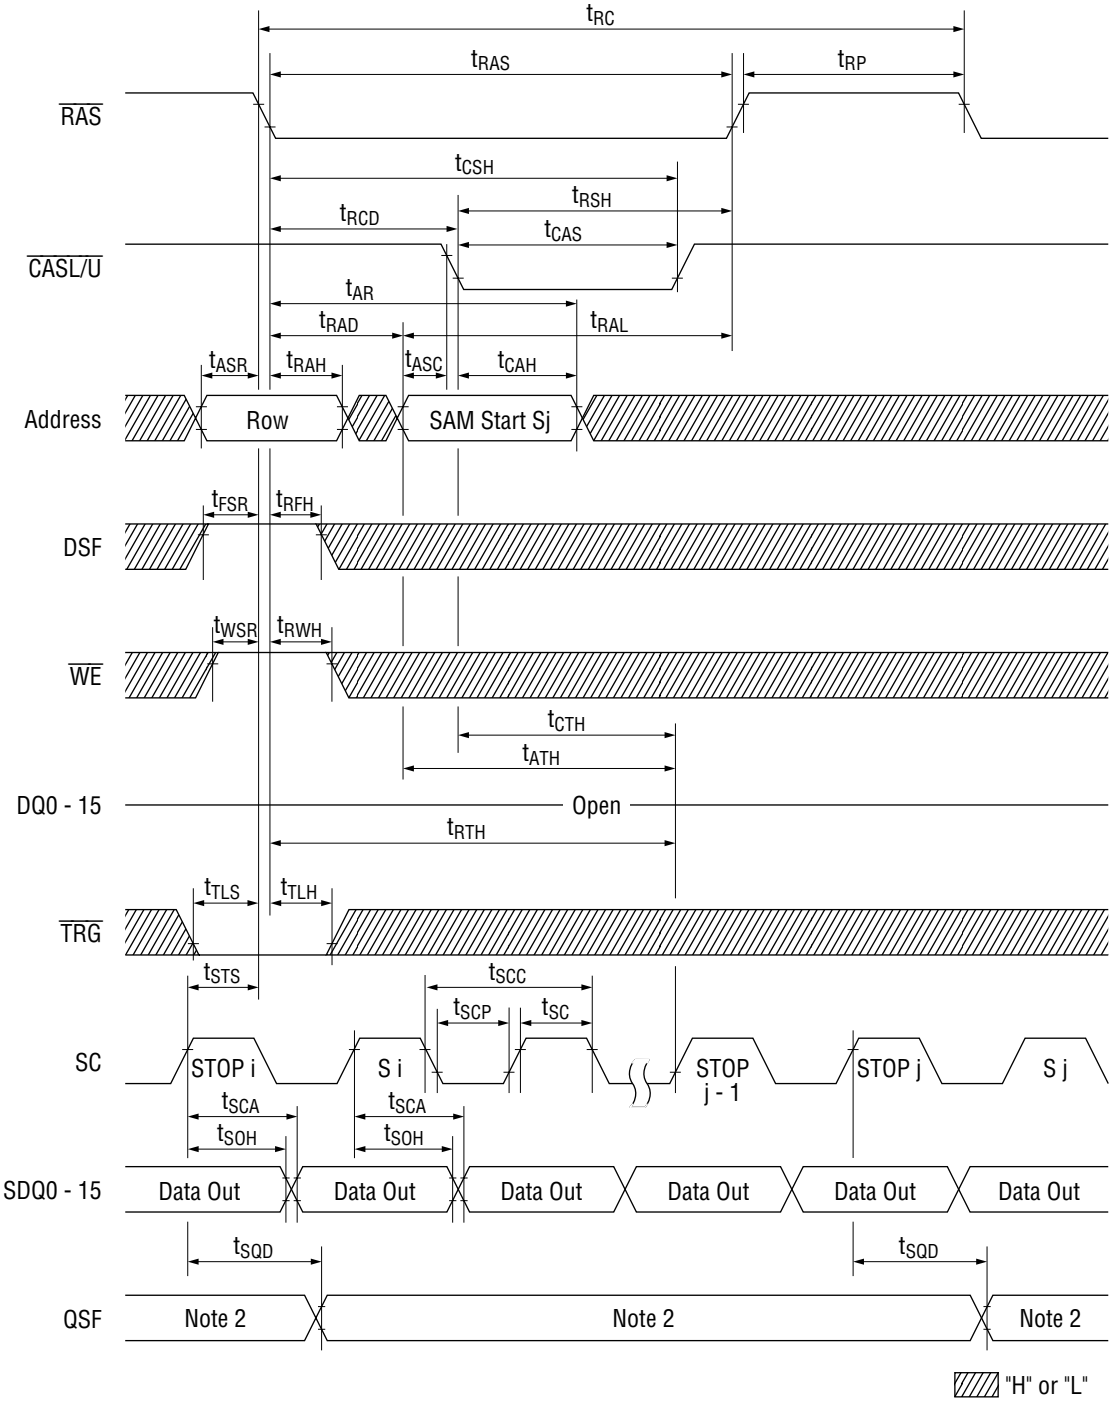 tRC
tRAS
tRP
RAS
tCSH
tRSH
tRCD
tCAS
CASL/U
tAR
tRAD
tRAL
tASR
tRAH
tASC
tCAH
Address
Row
SAM Start Sj
tFSR
tRFH
DSF
tWSR
tRWH
WE
tCTH
tATH
DQ0 - 15
Open
tRTH
tTLS
tTLH
TRG
tSTS
tSCC
tSCP
tSC
SC
STOP i
S i
STOP
j - 1
STOP j
S j
tSCA
tSCA
tSOH
tSOH
SDQ0 - 15
Data Out
Data Out
Data Out
Data Out
Data Out
Data Out
tSQD
tSQD
QSF
Note 2
Note 2
Note 2
"H" or "L"